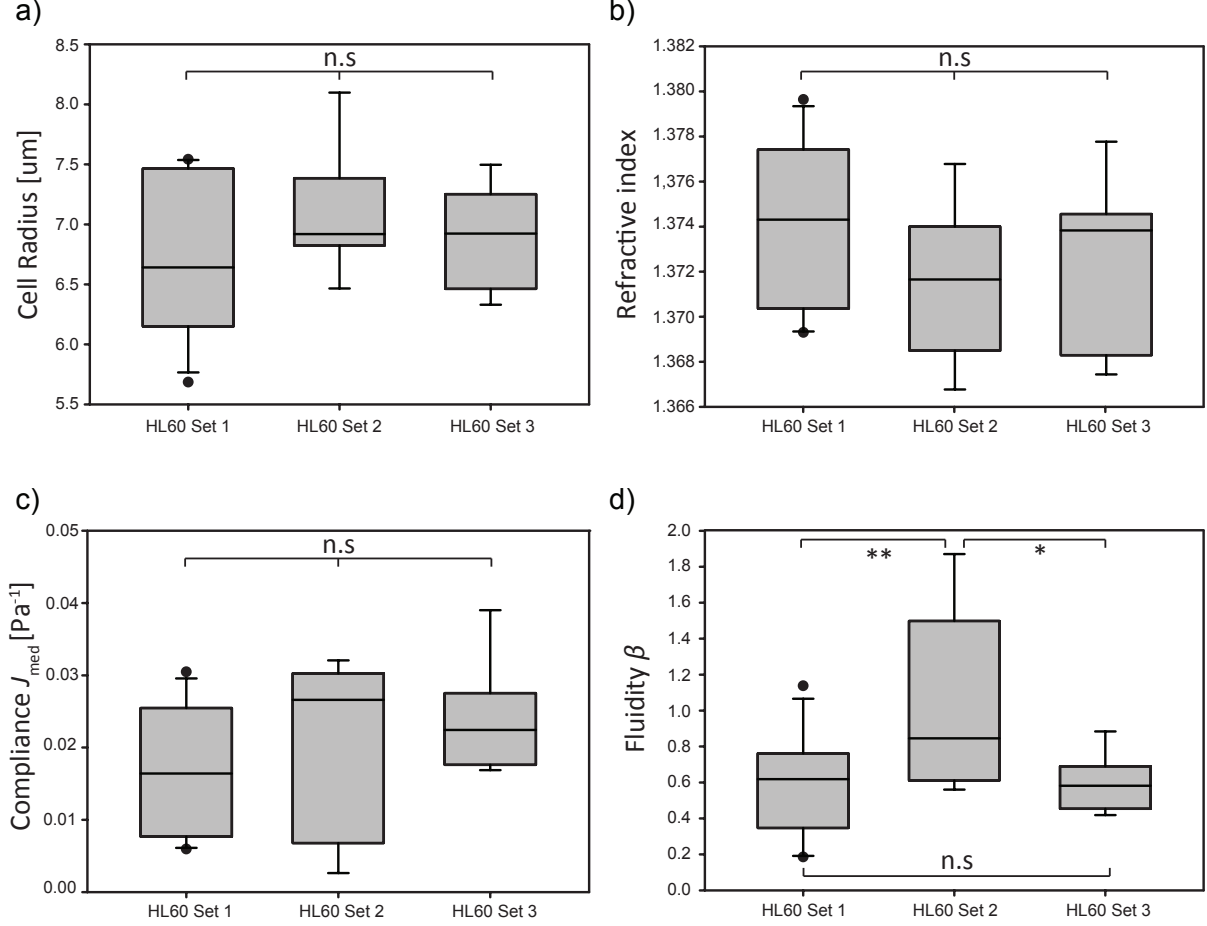 a)
Cell Radius [um]
8.5
8.0
7.5
7.0
6.5
6.0
5.5
n.s
HL60 Set 1
HL60 Set 2
HL60 Set 3
b)
Refractive index
1.382
1.380
1.378
1,376
1.374
1.372
1.370
1.368
1.366
n.s
HL60 Set 1
HL60 Set 2
HL60 Set 3
c)
Compliance J_med [Pa⁻¹]
0.05
0.04
0.03
0.02
0.01
0.00
n.s
HL60 Set 1
HL60 Set 2
HL60 Set 3
d)
Fluidity β
2.0
1.8
1.6
1.4
1.2
1.0
0.8
0.6
0.4
0.2
0.0
**
*
n.s
HL60 Set 1
HL60 Set 2
HL60 Set 3